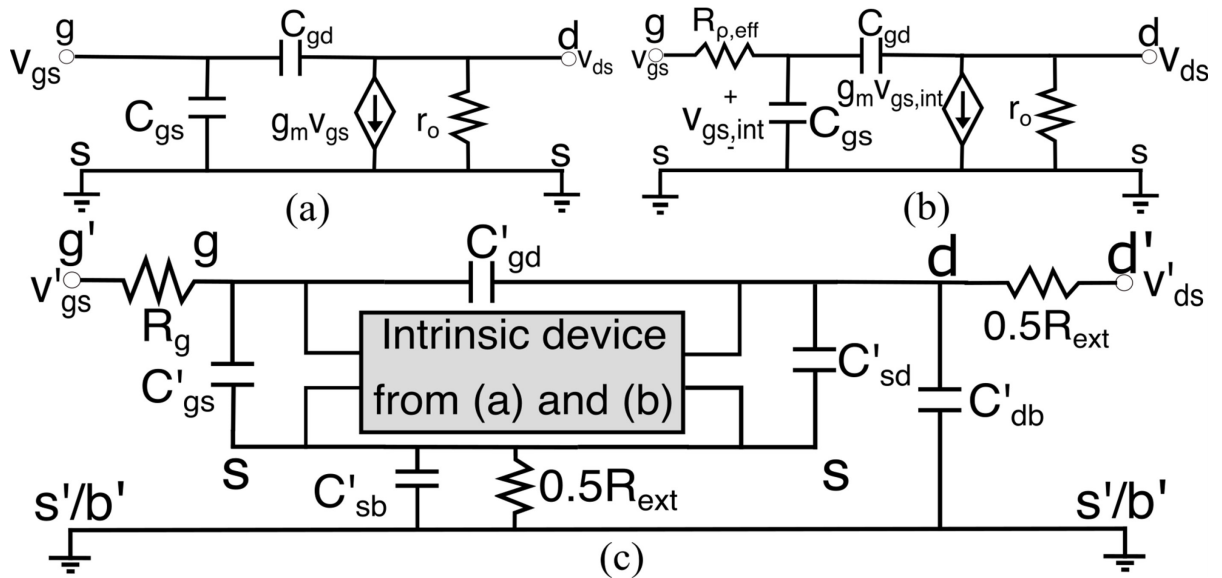 g C_gd d
v_gs v_ds
C_gs g_m v_gs r_o
s s
(a)
g R_ρ,eff C_gd d
v_gs v_ds
+ g_m v_gs,int
v_gs,int C_gs r_o
-
s s
(b)
g' g C'_gd d d'
v'_gs v'_ds
R_g 0.5R_ext
Intrinsic device
C'_gs C'_sd
from (a) and (b) C'_db
s s
C'_sb 0.5R_ext
s'/b' s'/b'
(c)